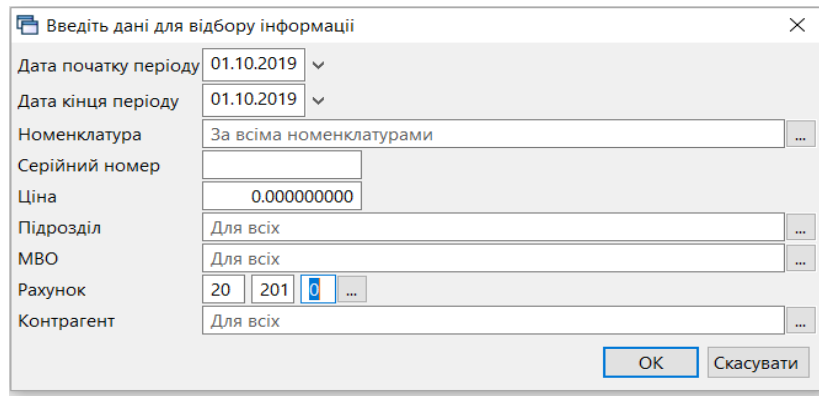 Введіть дані для відбору інформаціі
Дата початку періоду 01.10.2019
Дата кінця періоду 01.10.2019
Номенклатура За всіма номенклатурами ...
Серійний номер
Ціна 0.000000000
Підрозділ Для всіх ...
МВО Для всіх ...
Рахунок 20 201 0 ...
Контрагент Для всіх ...
ОК Скасувати